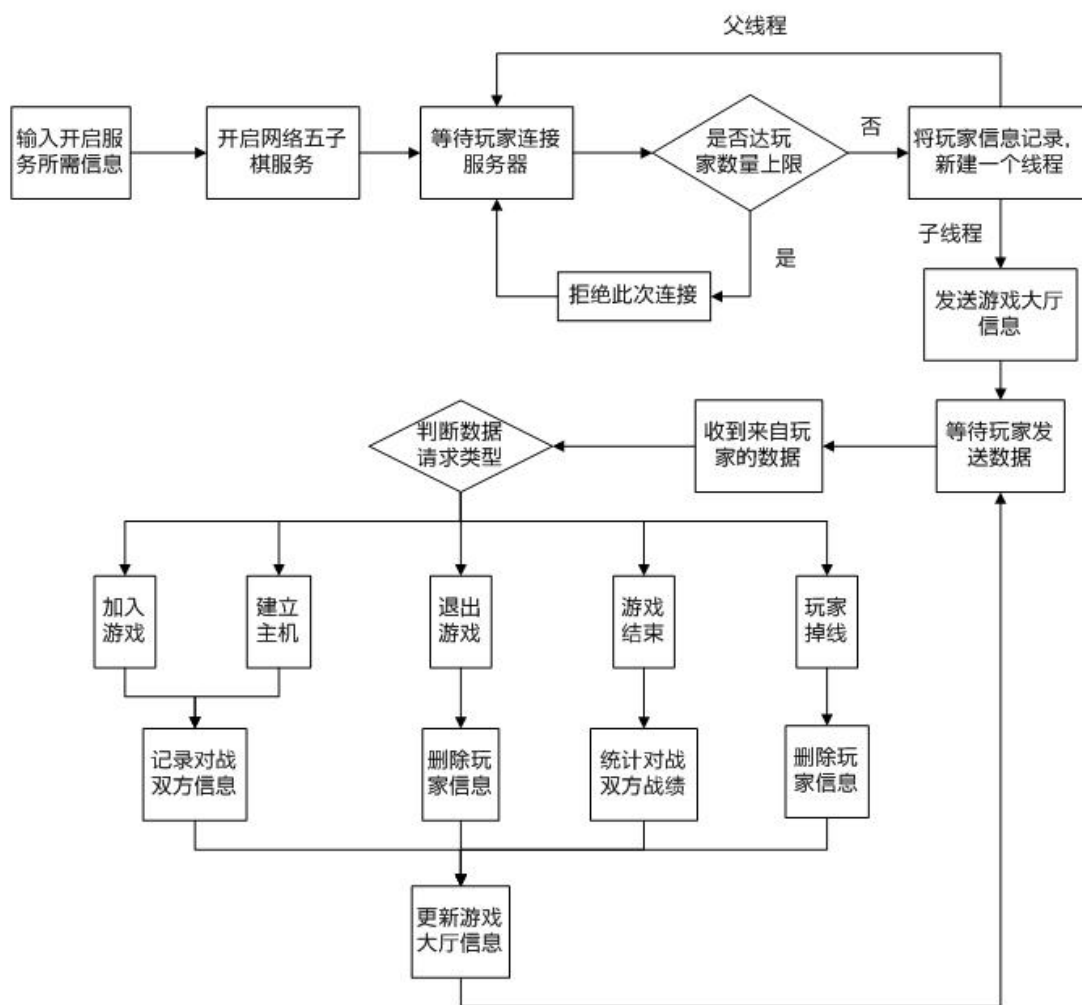 父线程
输入开启服
务所需信息
开启网络五子
棋服务
等待玩家连接
服务器
是否达玩
家数量上限
否
将玩家信息记录，
新建一个线程
是
子线程
拒绝此次连接
发送游戏大厅
信息
判断数据
请求类型
收到来自玩
家的数据
等待玩家发
送数据
加入
游戏
建立
主机
退出
游戏
游戏
结束
玩家
掉线
记录对战
双方信息
删除玩
家信息
统计对战
双方战绩
删除玩
家信息
更新游戏
大厅信息